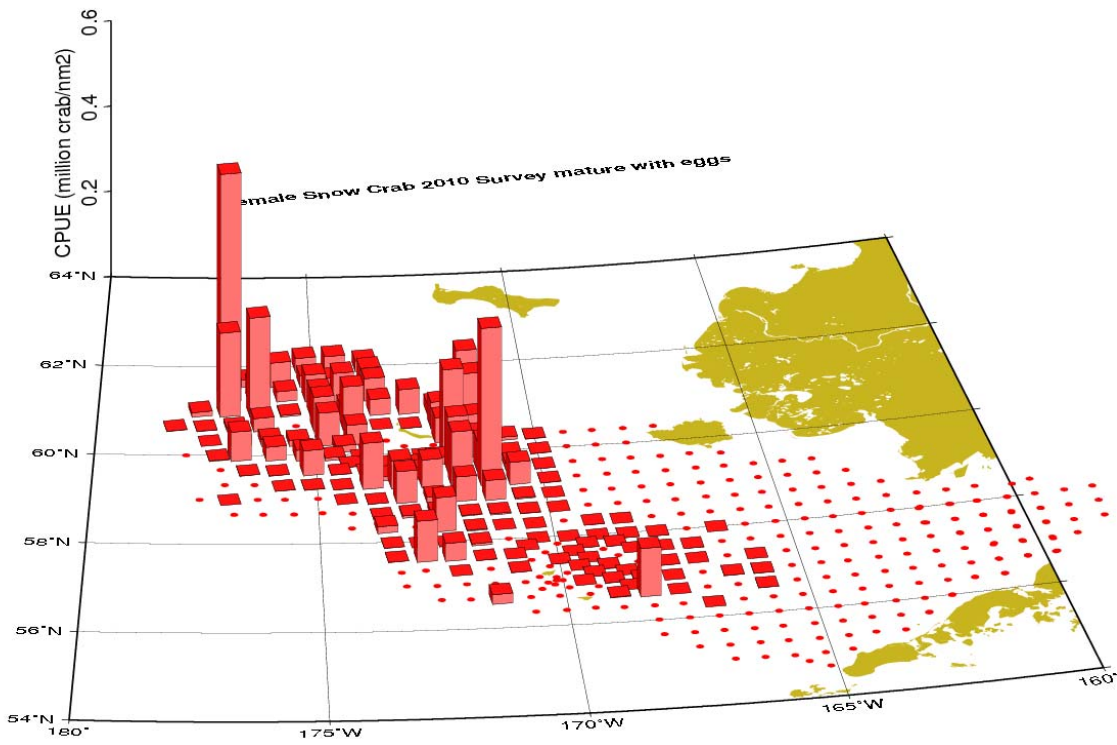 0.6
0.4
0.2
CPUE (million crab/nm2)
emale Snow Crab 2010 Survey mature with eggs
64°N
62°N
60°N
58°N
56°N
54°N
180°
175°W
170°W
165°W
160°